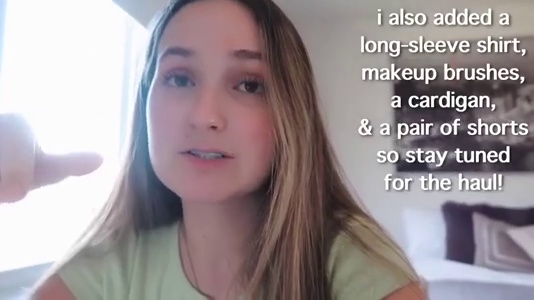 i also added a
long-sleeve shirt,
makeup brushes,
a cardigan,
& a pair of shorts
so stay tuned
for the haul!